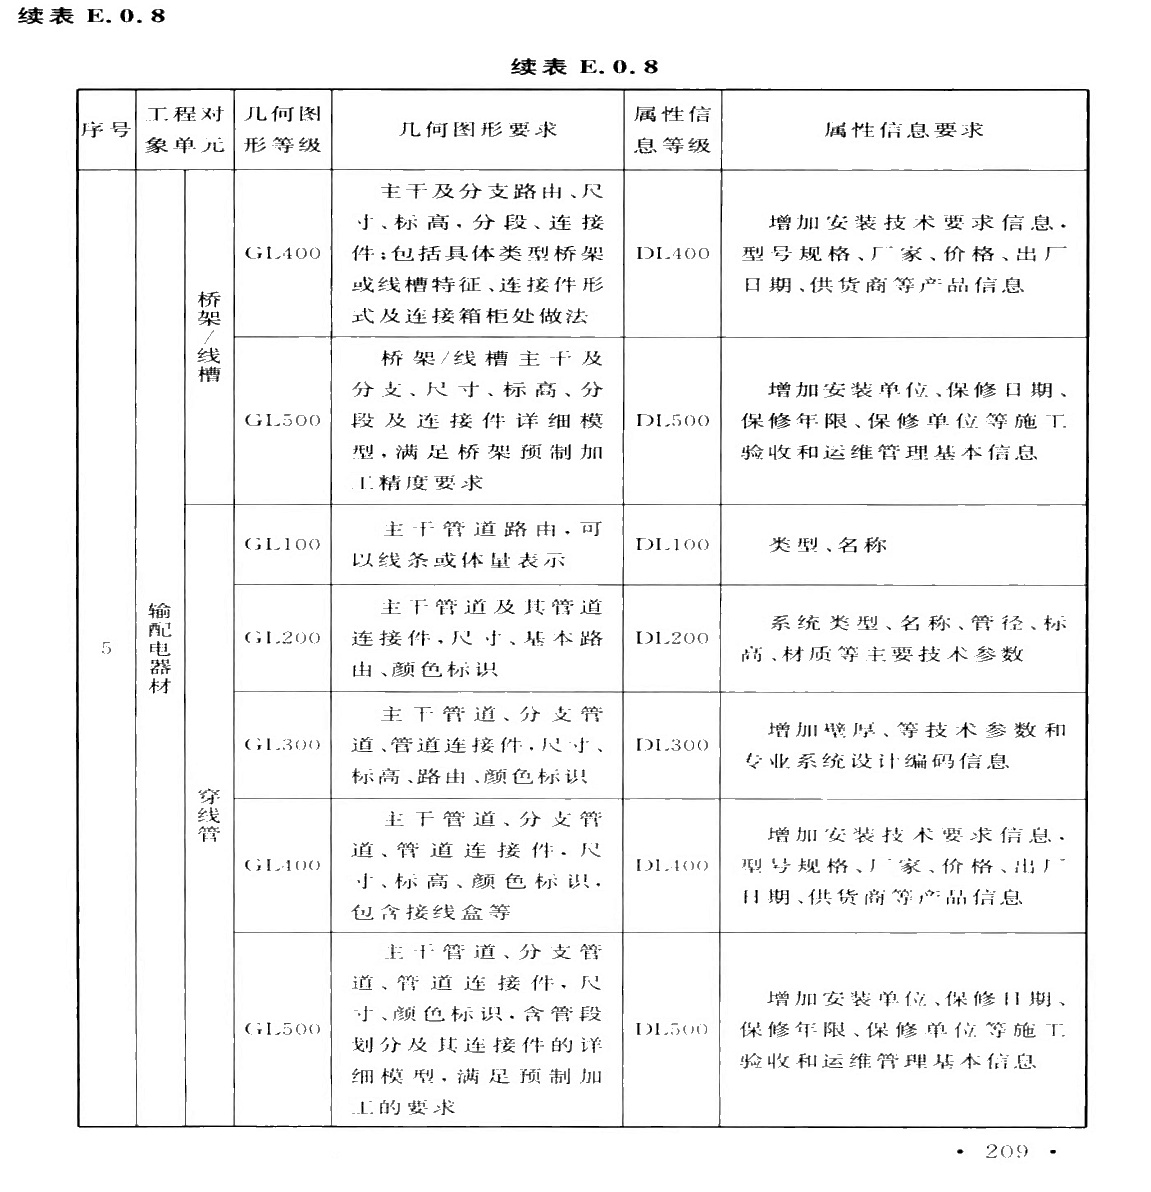 续表 E.0.8
续表 E.0.8
序号
工程对
象单元
几何图
形等级
几何图形要求
属性信
息等级
属性信息要求
5
输配电器材
桥架/线槽
GL400
主干及分支路由、尺
寸、标高,分段、连接
件;包括具体类型桥架
或线槽特征、连接件形
式及连接箱柜处做法
DL400
增加安装技术要求信息,
型号规格、厂家、价格、出厂
日期、供货商等产品信息
GL500
桥架/线槽主干及
分支、尺寸、标高、分
段及连接件详细模
型,满足桥架预制加
工精度要求
DL500
增加安装单位、保修日期、
保修年限、保修单位等施工
验收和运维管理基本信息
穿线管
GL100
主干管道路由,可
以线条或体量表示
DL100
类型、名称
GL200
主干管道及其管道
连接件,尺寸、基本路
由、颜色标识
DL200
系统类型、名称、管径、标
高、材质等主要技术参数
GL300
主干管道、分支管
道、管道连接件,尺寸、
标高、路由、颜色标识
DL300
增加壁厚、等技术参数和
专业系统设计编码信息
GL400
主干管道、分支管
道、管道连接件,尺
寸、标高、颜色标识,
包含接线盒等
DL400
增加安装技术要求信息,
型号规格、厂家、价格、出厂
日期、供货商等产品信息
GL500
主干管道、分支管
道、管道连接件,尺
寸、颜色标识,含管段
划分及其连接件的详
细模型,满足预制加
工的要求
DL500
增加安装单位、保修日期、
保修年限、保修单位等施工
验收和运维管理基本信息
· 209 ·